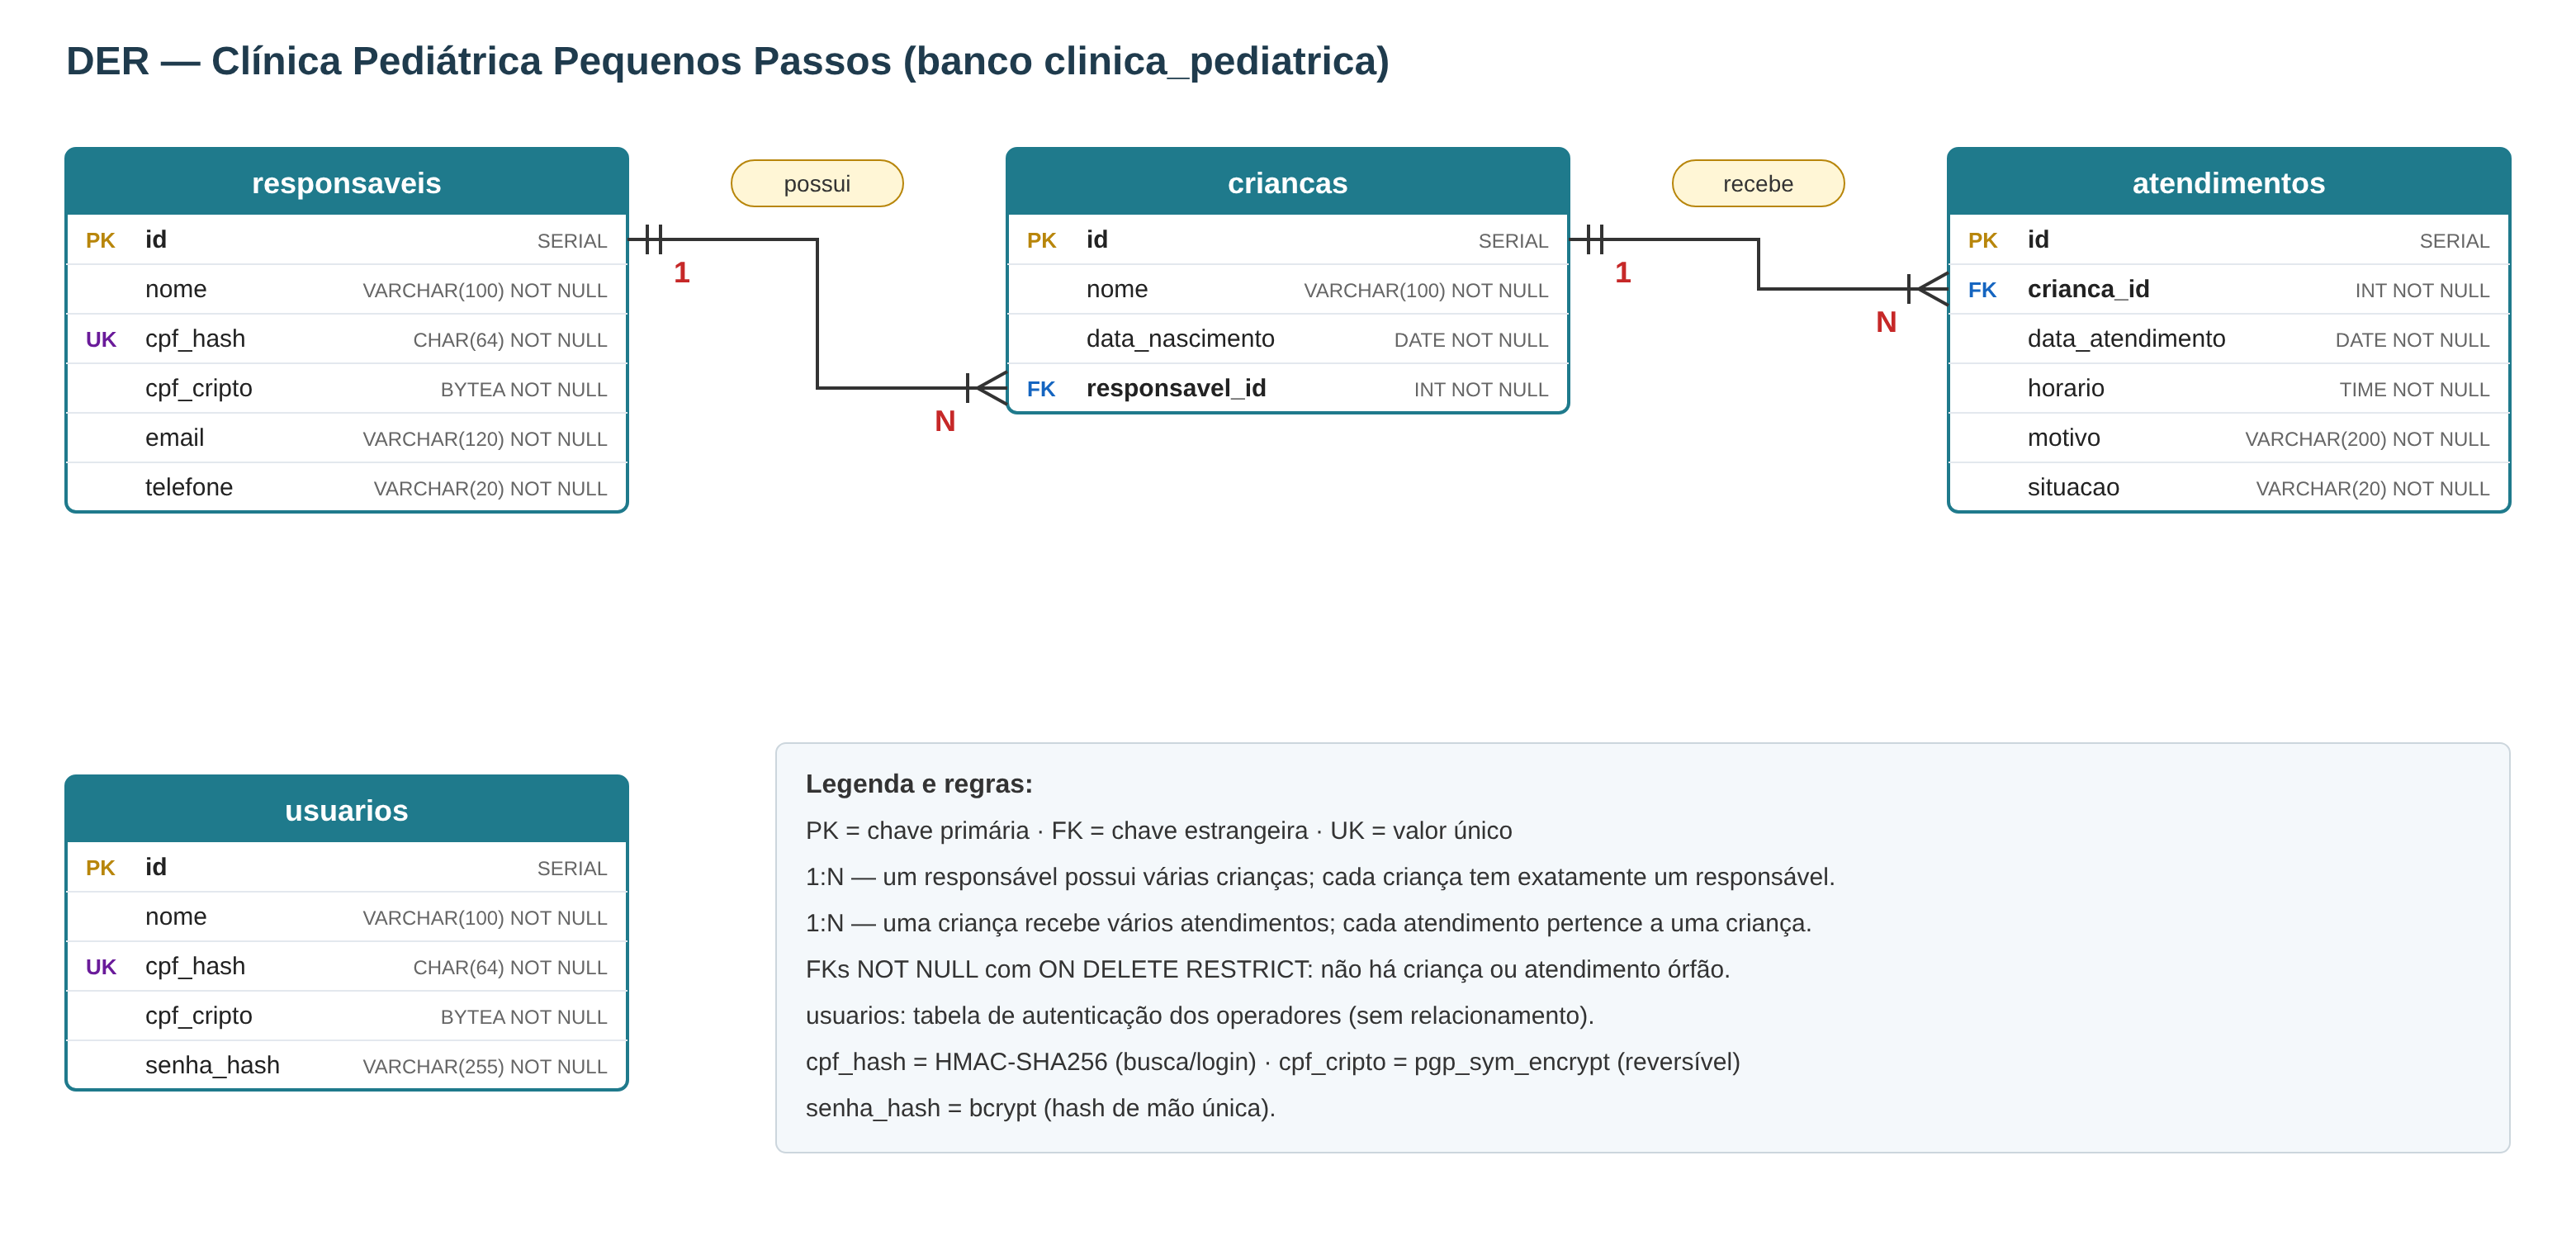 DER — Clínica Pediátrica Pequenos Passos (banco clinica_pediatrica)
responsaveis
PK id SERIAL
nome VARCHAR(100) NOT NULL
UK cpf_hash CHAR(64) NOT NULL
cpf_cripto BYTEA NOT NULL
email VARCHAR(120) NOT NULL
telefone VARCHAR(20) NOT NULL
possui
1
N
criancas
PK id SERIAL
nome VARCHAR(100) NOT NULL
data_nascimento DATE NOT NULL
FK responsavel_id INT NOT NULL
recebe
1
N
atendimentos
PK id SERIAL
FK crianca_id INT NOT NULL
data_atendimento DATE NOT NULL
horario TIME NOT NULL
motivo VARCHAR(200) NOT NULL
situacao VARCHAR(20) NOT NULL
usuarios
PK id SERIAL
nome VARCHAR(100) NOT NULL
UK cpf_hash CHAR(64) NOT NULL
cpf_cripto BYTEA NOT NULL
senha_hash VARCHAR(255) NOT NULL
Legenda e regras:
PK = chave primária · FK = chave estrangeira · UK = valor único
1:N — um responsável possui várias crianças; cada criança tem exatamente um responsável.
1:N — uma criança recebe vários atendimentos; cada atendimento pertence a uma criança.
FKs NOT NULL com ON DELETE RESTRICT: não há criança ou atendimento órfão.
usuarios: tabela de autenticação dos operadores (sem relacionamento).
cpf_hash = HMAC-SHA256 (busca/login) · cpf_cripto = pgp_sym_encrypt (reversível)
senha_hash = bcrypt (hash de mão única).